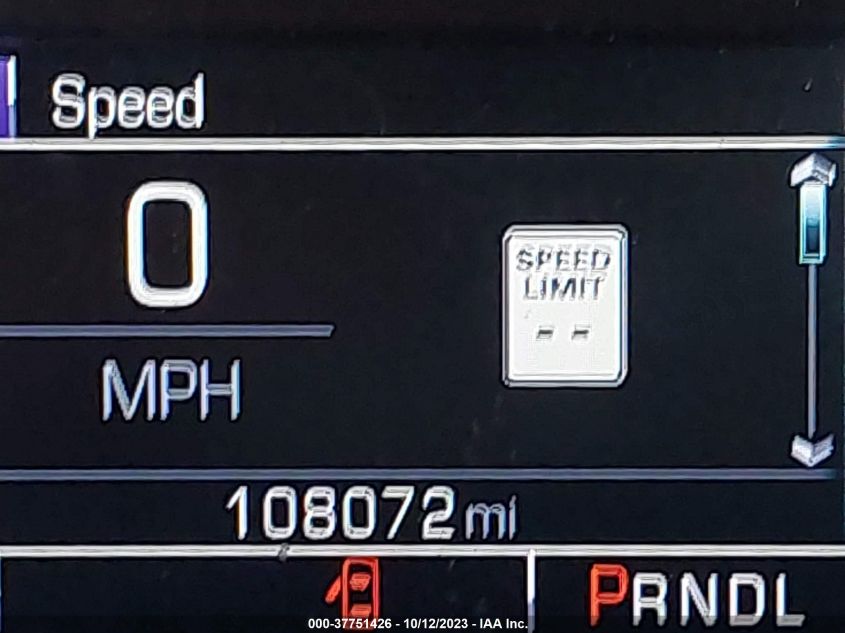 Speed
0
MPH
SPEED
LIMIT
--
108072 mi
PRNDL
000-37751426 - 10/12/2023 - IAA Inc.